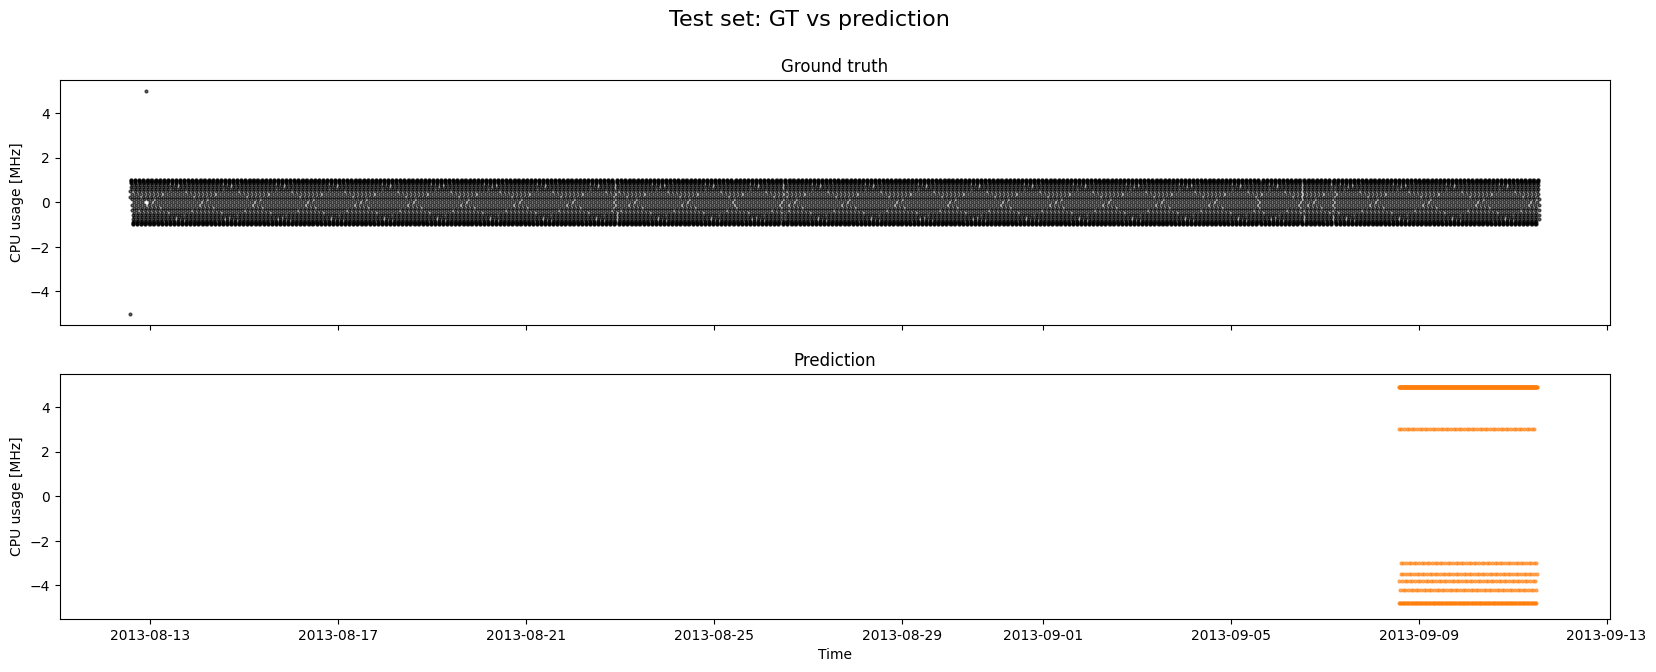 Test set: GT vs prediction
Ground truth
CPU usage [MHz]
4
2
0
−2
−4
Prediction
CPU usage [MHz]
4
2
0
−2
−4
2013-08-13 2013-08-17 2013-08-21 2013-08-25 2013-08-29 2013-09-01 2013-09-05 2013-09-09 2013-09-13
Time